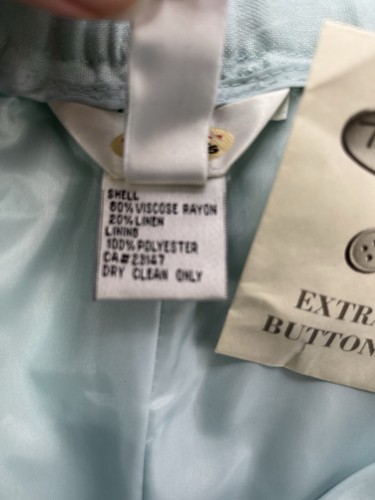 SHELL
80% VISCOSE RAYON
20% LINEN
LINING
100% POLYESTER
CA#23147
DRY CLEAN ONLY
EXTRA
BUTTON